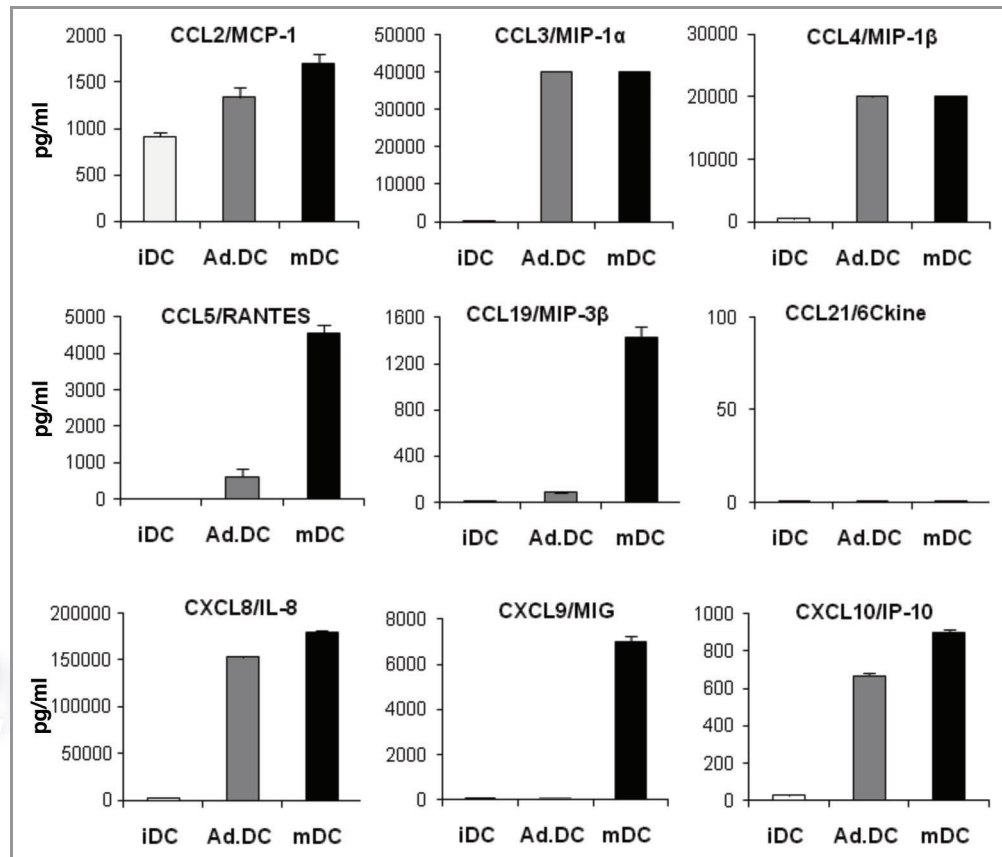 CCL2/MCP-1
pg/ml
2000
1500
1000
500
0
iDC Ad.DC mDC
CCL3/MIP-1α
50000
40000
30000
20000
10000
0
iDC Ad.DC mDC
CCL4/MIP-1β
30000
20000
10000
0
iDC Ad.DC mDC
CCL5/RANTES
pg/ml
5000
4000
3000
2000
1000
0
iDC Ad.DC mDC
CCL19/MIP-3β
1600
1200
800
400
0
iDC Ad.DC mDC
CCL21/6Ckine
100
50
0
iDC Ad.DC mDC
CXCL8/IL-8
pg/ml
200000
150000
100000
50000
0
iDC Ad.DC mDC
CXCL9/MIG
8000
6000
4000
2000
0
iDC Ad.DC mDC
CXCL10/IP-10
1000
800
600
400
200
0
iDC Ad.DC mDC